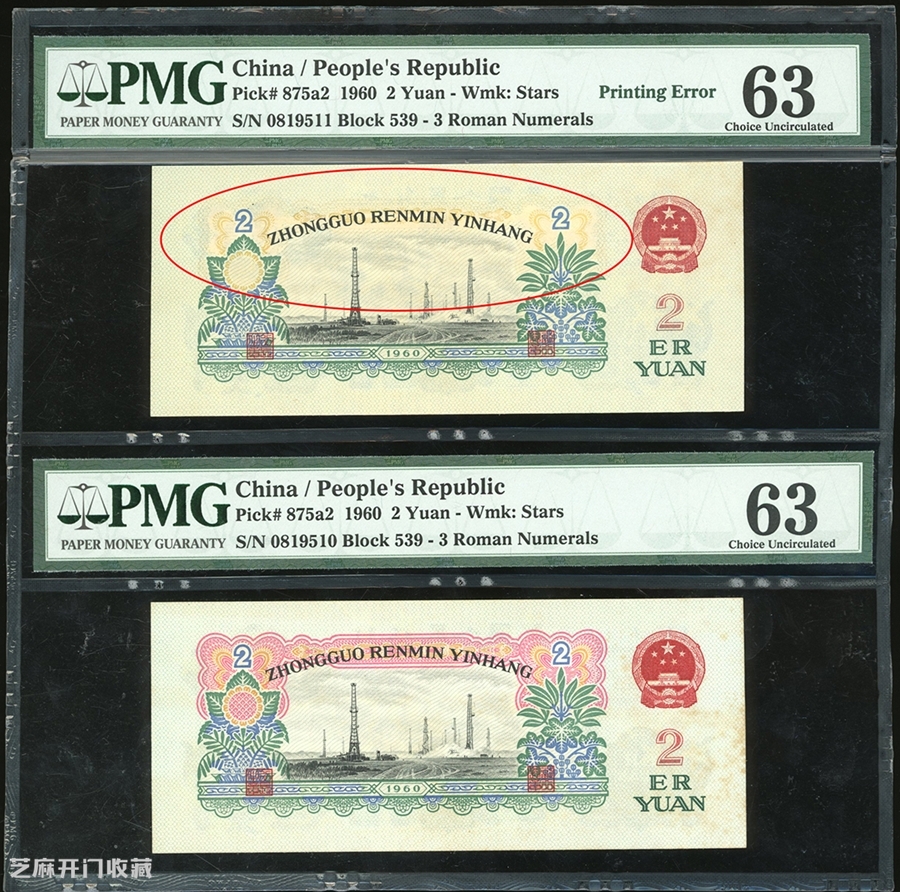 PMG
PAPER MONEY GUARANTY
China / People's Republic
Pick# 875a2 1960 2 Yuan - Wmk: Stars
S/N 0819511 Block 539 - 3 Roman Numerals
Printing Error
63
Choice Uncirculated
2
2
ZHONGGUO RENMIN YINHANG
1960
2
ER
YUAN
PMG
PAPER MONEY GUARANTY
China / People's Republic
Pick# 875a2 1960 2 Yuan - Wmk: Stars
S/N 0819510 Block 539 - 3 Roman Numerals
63
Choice Uncirculated
2
2
ZHONGGUO RENMIN YINHANG
1960
2
ER
YUAN
芝麻开门收藏